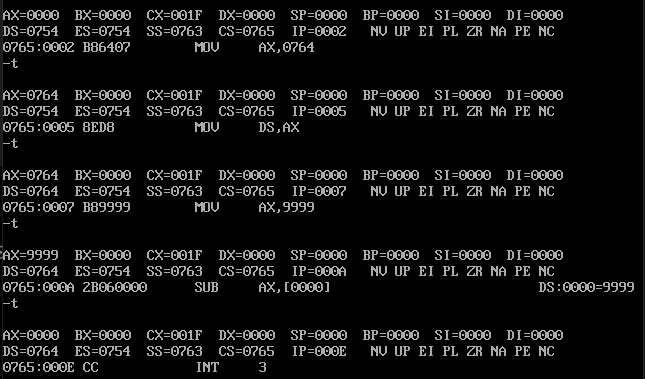 AX=0000  BX=0000  CX=001F  DX=0000  SP=0000  BP=0000  SI=0000  DI=0000
DS=0754  ES=0754  SS=0763  CS=0765  IP=0002   NV UP EI PL ZR NA PE NC
0765:0002 B86407        MOV     AX,0764
-t
AX=0764  BX=0000  CX=001F  DX=0000  SP=0000  BP=0000  SI=0000  DI=0000
DS=0754  ES=0754  SS=0763  CS=0765  IP=0005   NV UP EI PL ZR NA PE NC
0765:0005 8ED8          MOV     DS,AX
-t
AX=0764  BX=0000  CX=001F  DX=0000  SP=0000  BP=0000  SI=0000  DI=0000
DS=0764  ES=0754  SS=0763  CS=0765  IP=0007   NV UP EI PL ZR NA PE NC
0765:0007 B89999        MOV     AX,9999
-t
AX=9999  BX=0000  CX=001F  DX=0000  SP=0000  BP=0000  SI=0000  DI=0000
DS=0764  ES=0754  SS=0763  CS=0765  IP=000A   NV UP EI PL ZR NA PE NC
0765:000A 2B060000      SUB     AX,[0000]                          DS:0000=9999
-t
AX=0000  BX=0000  CX=001F  DX=0000  SP=0000  BP=0000  SI=0000  DI=0000
DS=0764  ES=0754  SS=0763  CS=0765  IP=000E   NV UP EI PL ZR NA PE NC
0765:000E CC            INT     3